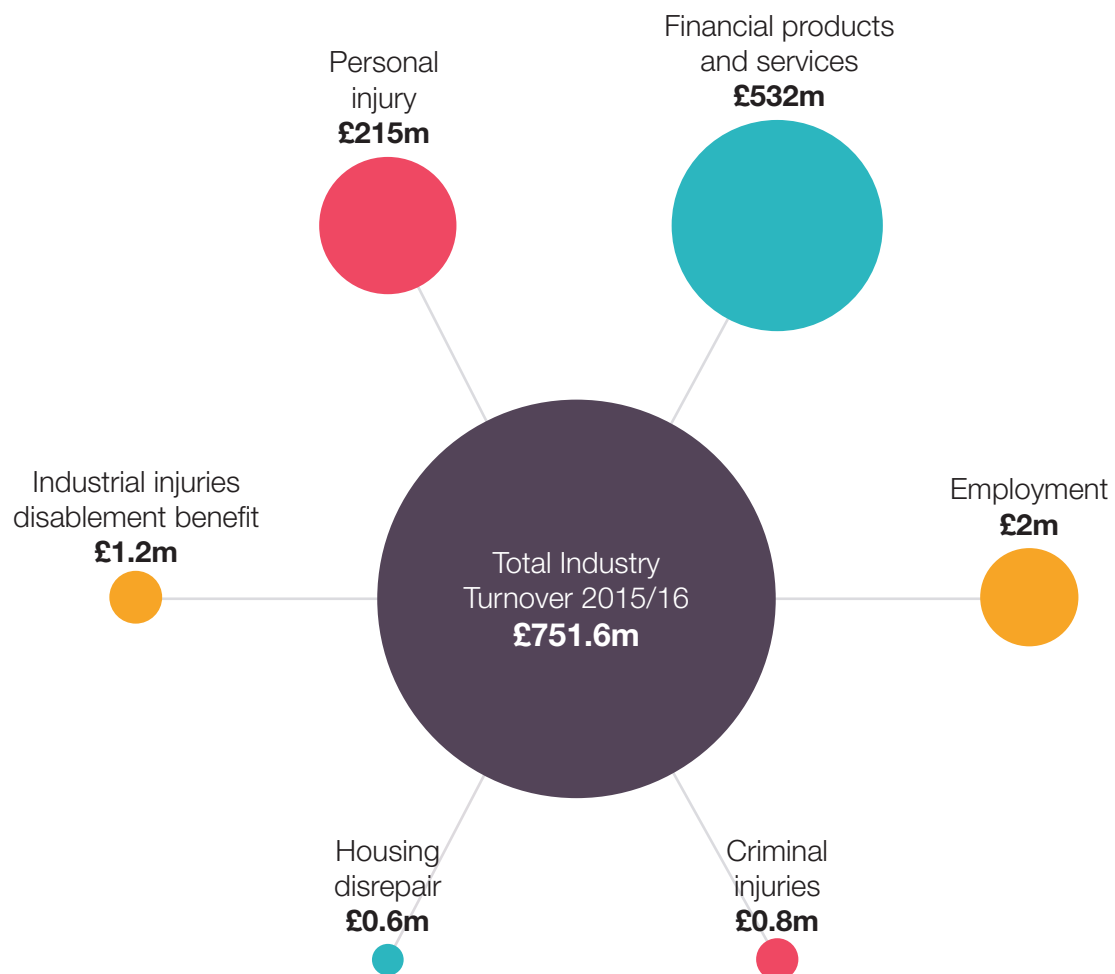 Financial products
and services
£532m
Personal
injury
£215m
Industrial injuries
disablement benefit
£1.2m
Employment
£2m
Total Industry
Turnover 2015/16
£751.6m
Housing
disrepair
£0.6m
Criminal
injuries
£0.8m